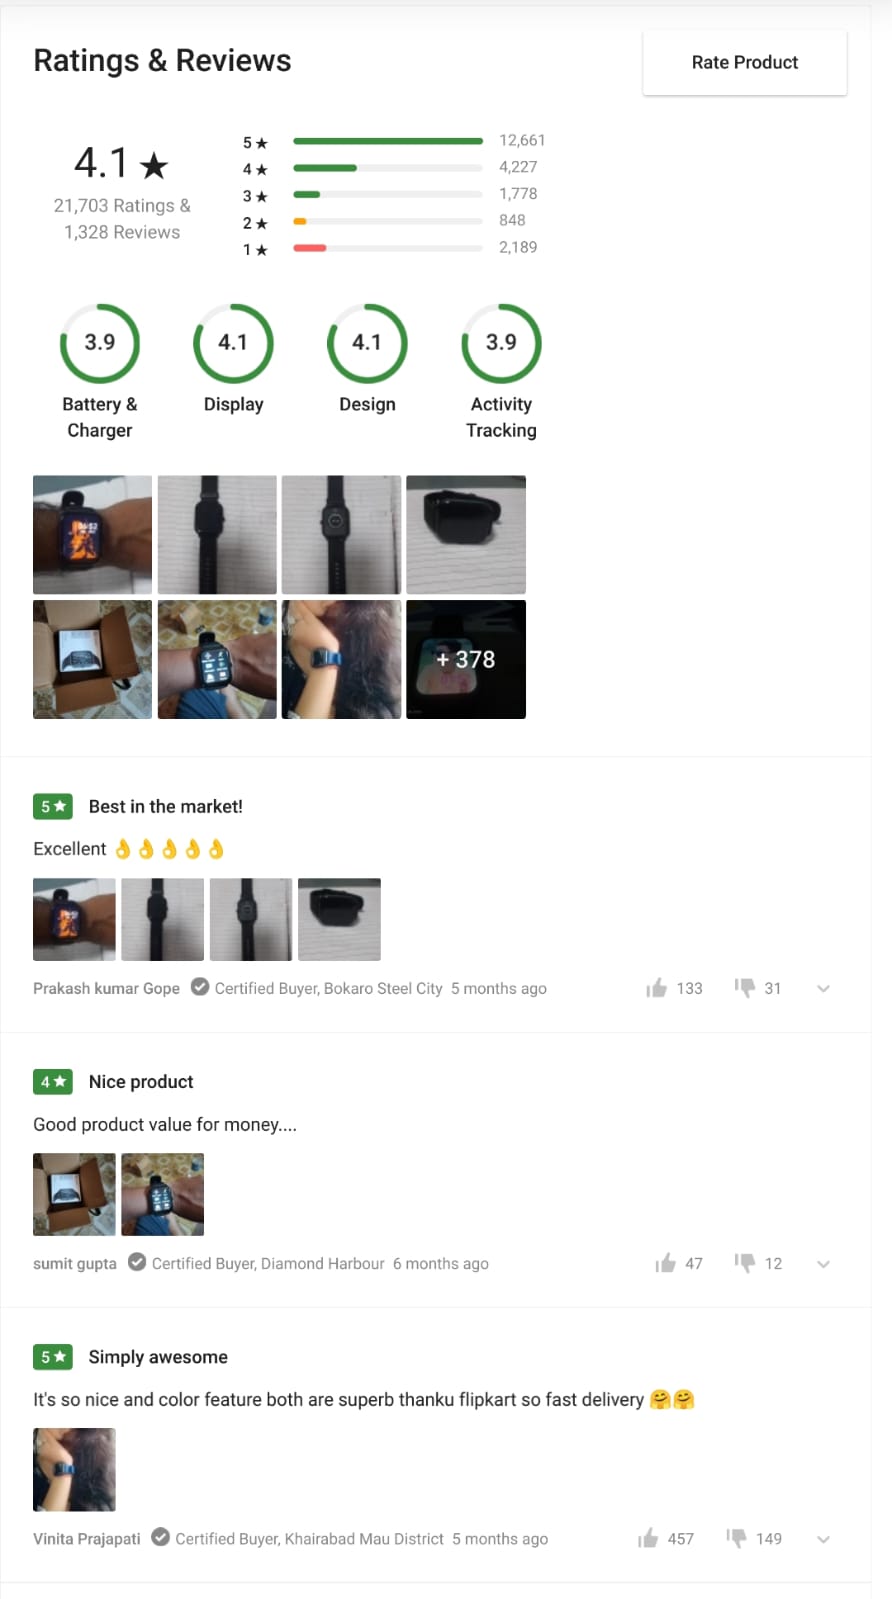 Ratings & Reviews
Rate Product
4.1★
21,703 Ratings &
1,328 Reviews
5★ 12,661
4★ 4,227
3★ 1,778
2★ 848
1★ 2,189
3.9 4.1 4.1 3.9
Battery & Display Design Activity
Charger Tracking
+ 378
5★ Best in the market!
Excellent 👌👌👌👌👌
Prakash kumar Gope Certified Buyer, Bokaro Steel City 5 months ago 133 31
4★ Nice product
Good product value for money....
sumit gupta Certified Buyer, Diamond Harbour 6 months ago 47 12
5★ Simply awesome
It's so nice and color feature both are superb thanku flipkart so fast delivery 🤗🤗
Vinita Prajapati Certified Buyer, Khairabad Mau District 5 months ago 457 149